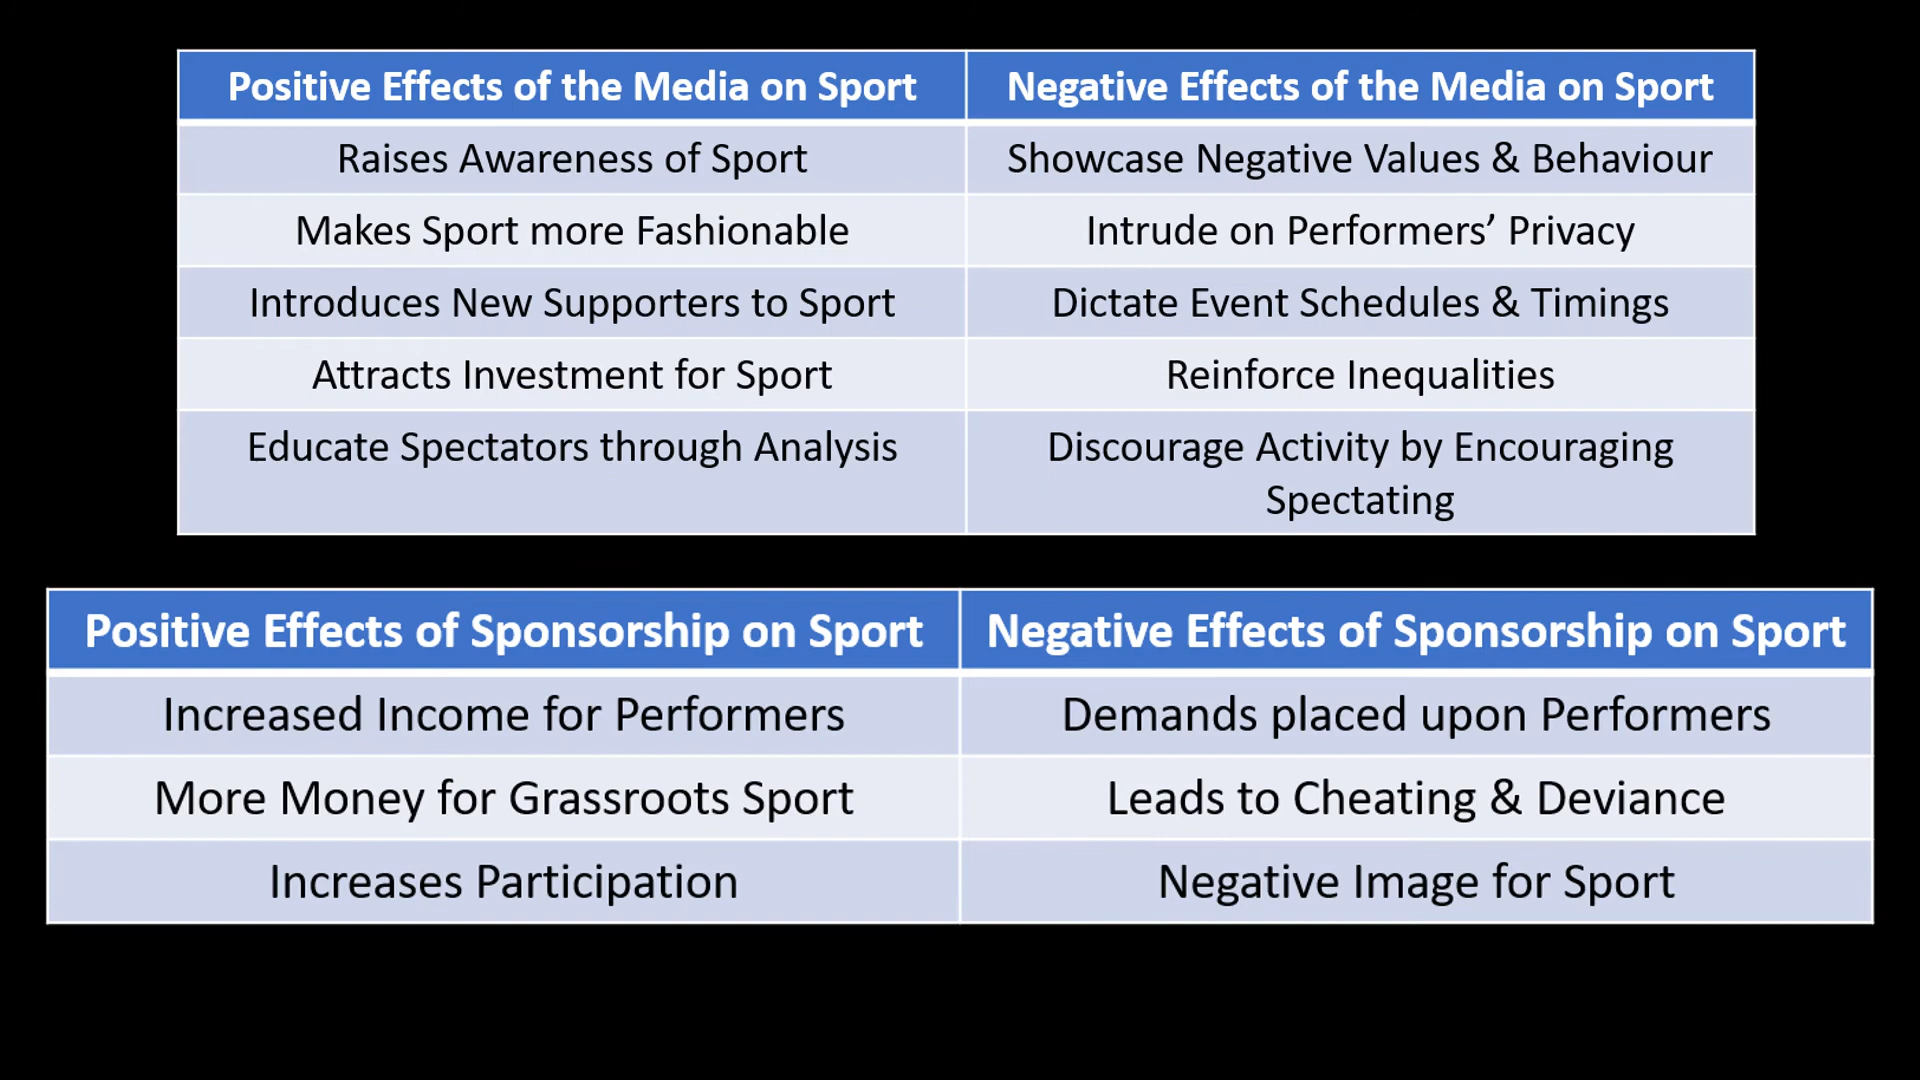 Positive Effects of the Media on Sport
Negative Effects of the Media on Sport
Raises Awareness of Sport
Showcase Negative Values & Behaviour
Makes Sport more Fashionable
Intrude on Performers’ Privacy
Introduces New Supporters to Sport
Dictate Event Schedules & Timings
Attracts Investment for Sport
Reinforce Inequalities
Educate Spectators through Analysis
Discourage Activity by Encouraging
Spectating
Positive Effects of Sponsorship on Sport
Negative Effects of Sponsorship on Sport
Increased Income for Performers
Demands placed upon Performers
More Money for Grassroots Sport
Leads to Cheating & Deviance
Increases Participation
Negative Image for Sport